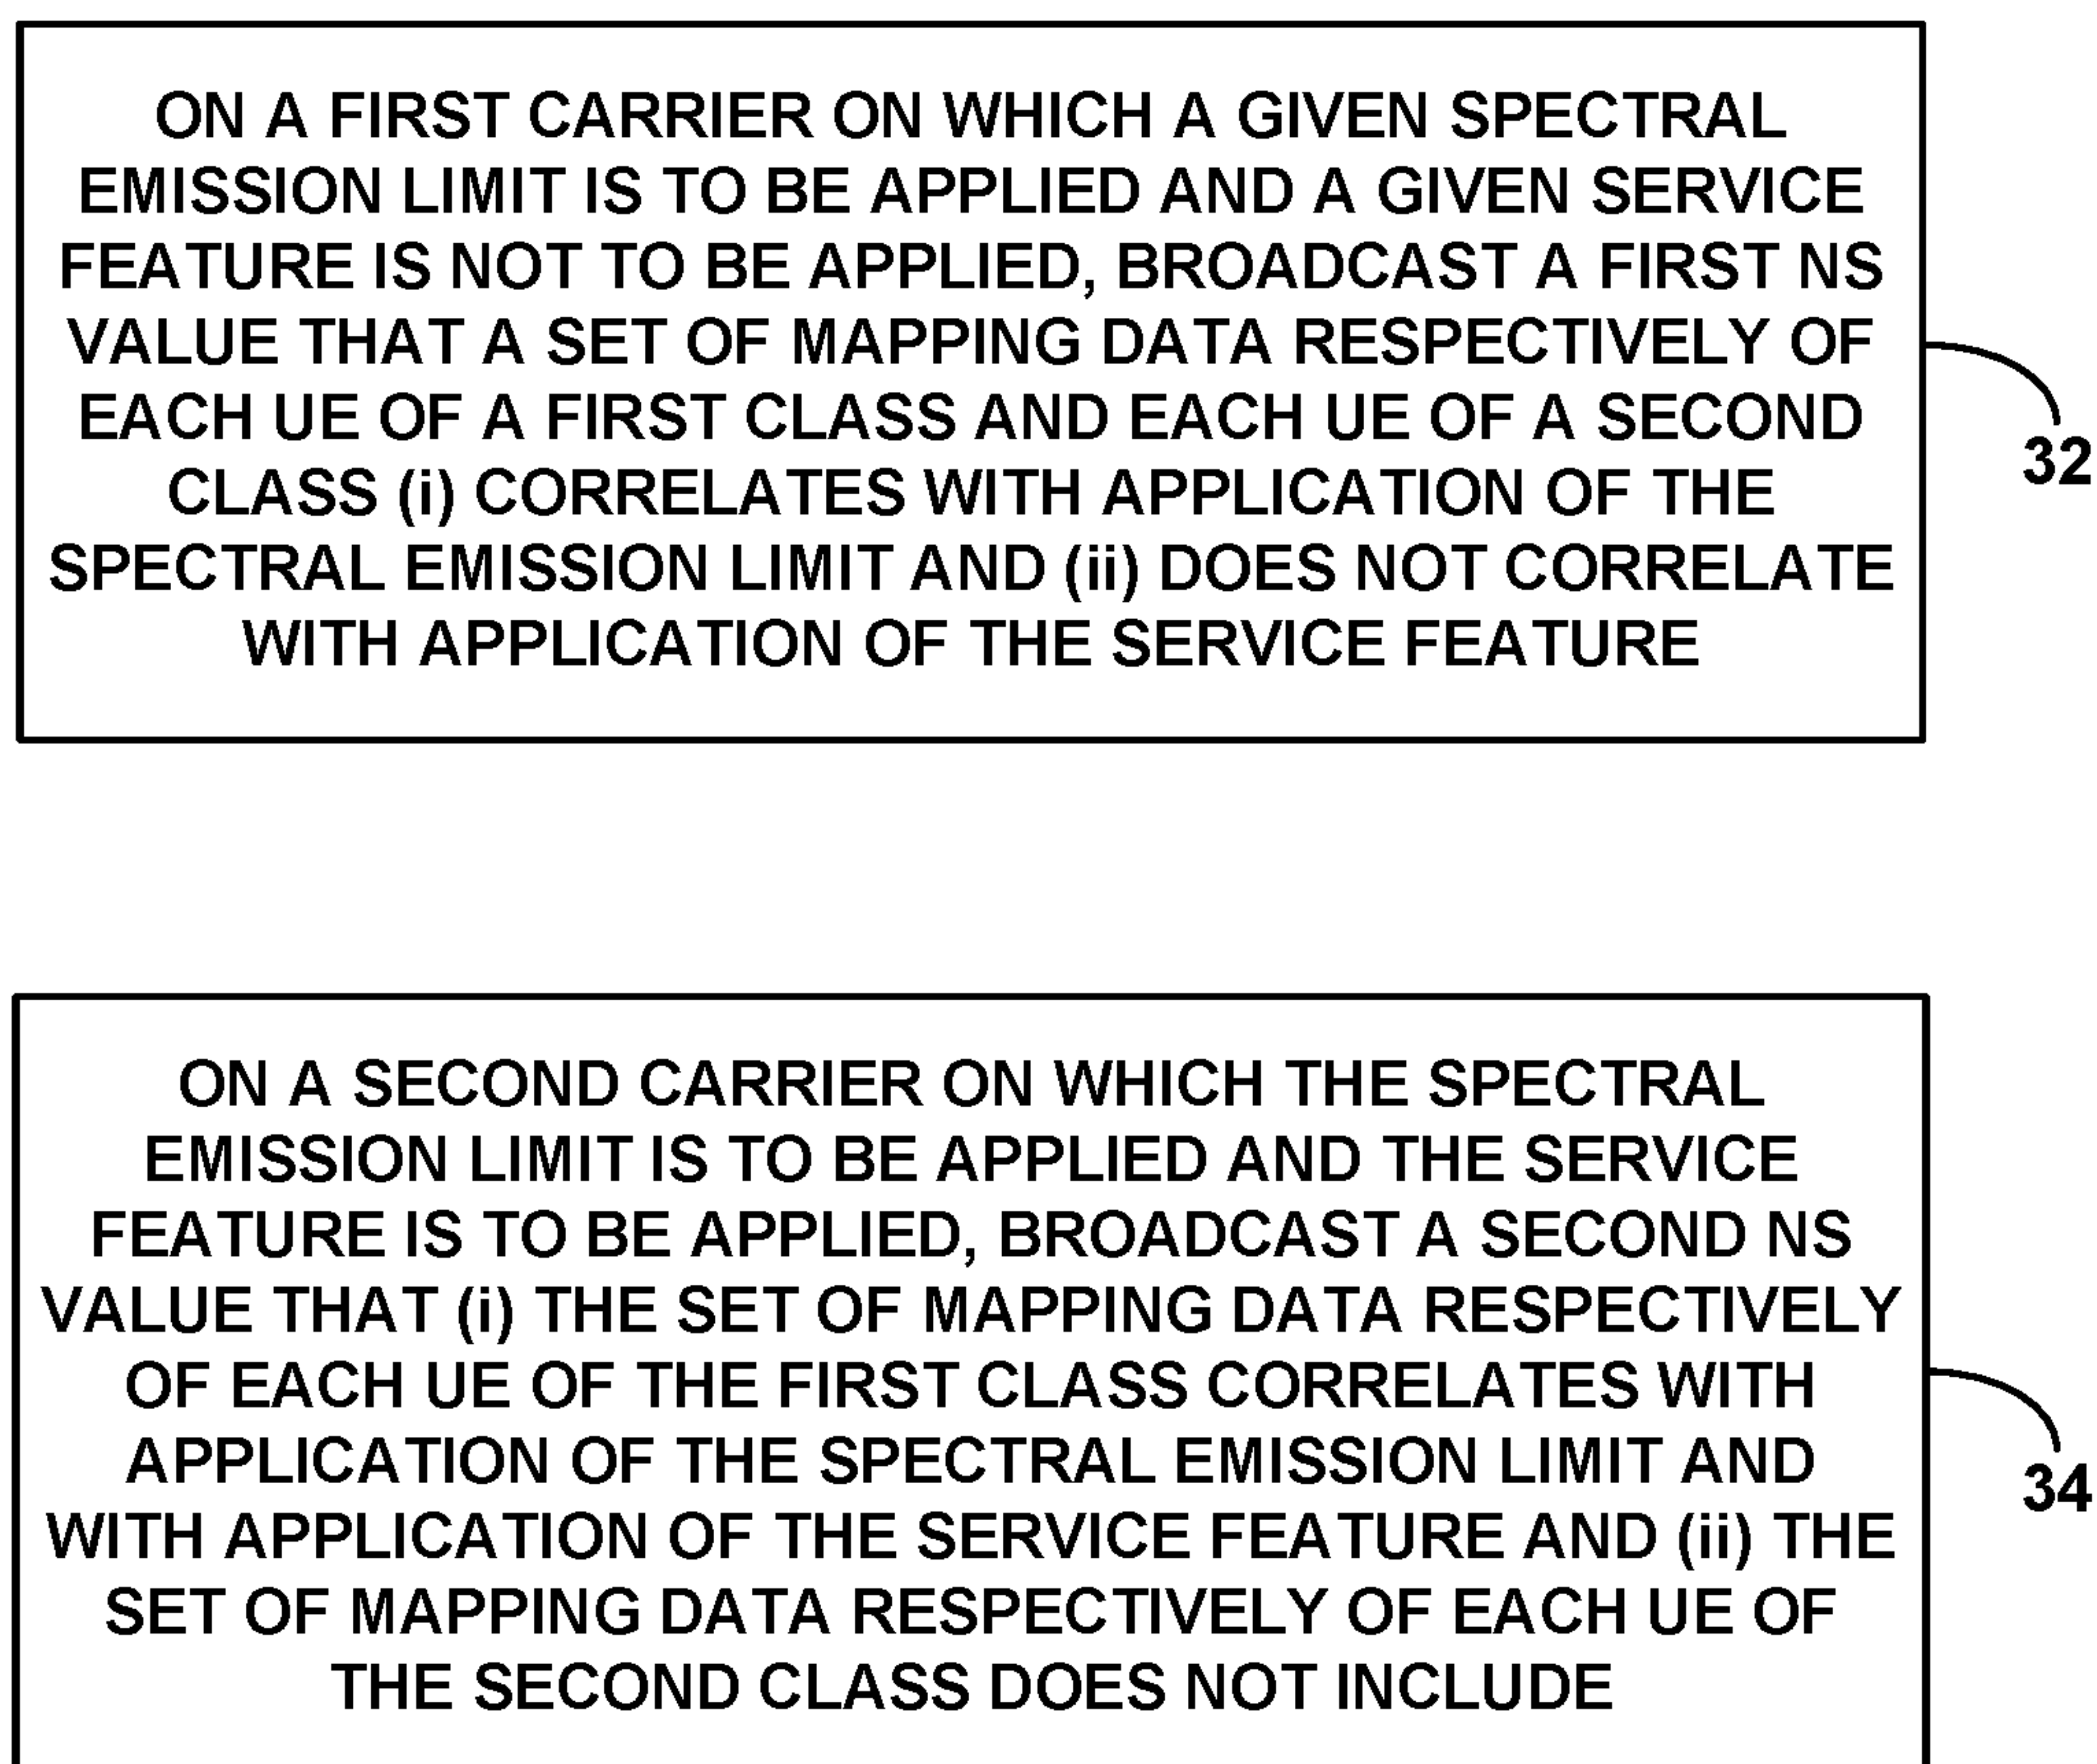 ON A FIRST CARRIER ON WHICH A GIVEN SPECTRAL
EMISSION LIMIT IS TO BE APPLIED AND A GIVEN SERVICE
FEATURE IS NOT TO BE APPLIED, BROADCAST A FIRST NS
VALUE THAT A SET OF MAPPING DATA RESPECTIVELY OF
EACH UE OF A FIRST CLASS AND EACH UE OF A SECOND
CLASS (i) CORRELATES WITH APPLICATION OF THE
SPECTRAL EMISSION LIMIT AND (ii) DOES NOT CORRELATE
WITH APPLICATION OF THE SERVICE FEATURE
32
ON A SECOND CARRIER ON WHICH THE SPECTRAL
EMISSION LIMIT IS TO BE APPLIED AND THE SERVICE
FEATURE IS TO BE APPLIED, BROADCAST A SECOND NS
VALUE THAT (i) THE SET OF MAPPING DATA RESPECTIVELY
OF EACH UE OF THE FIRST CLASS CORRELATES WITH
APPLICATION OF THE SPECTRAL EMISSION LIMIT AND
WITH APPLICATION OF THE SERVICE FEATURE AND (ii) THE
SET OF MAPPING DATA RESPECTIVELY OF EACH UE OF
THE SECOND CLASS DOES NOT INCLUDE
34